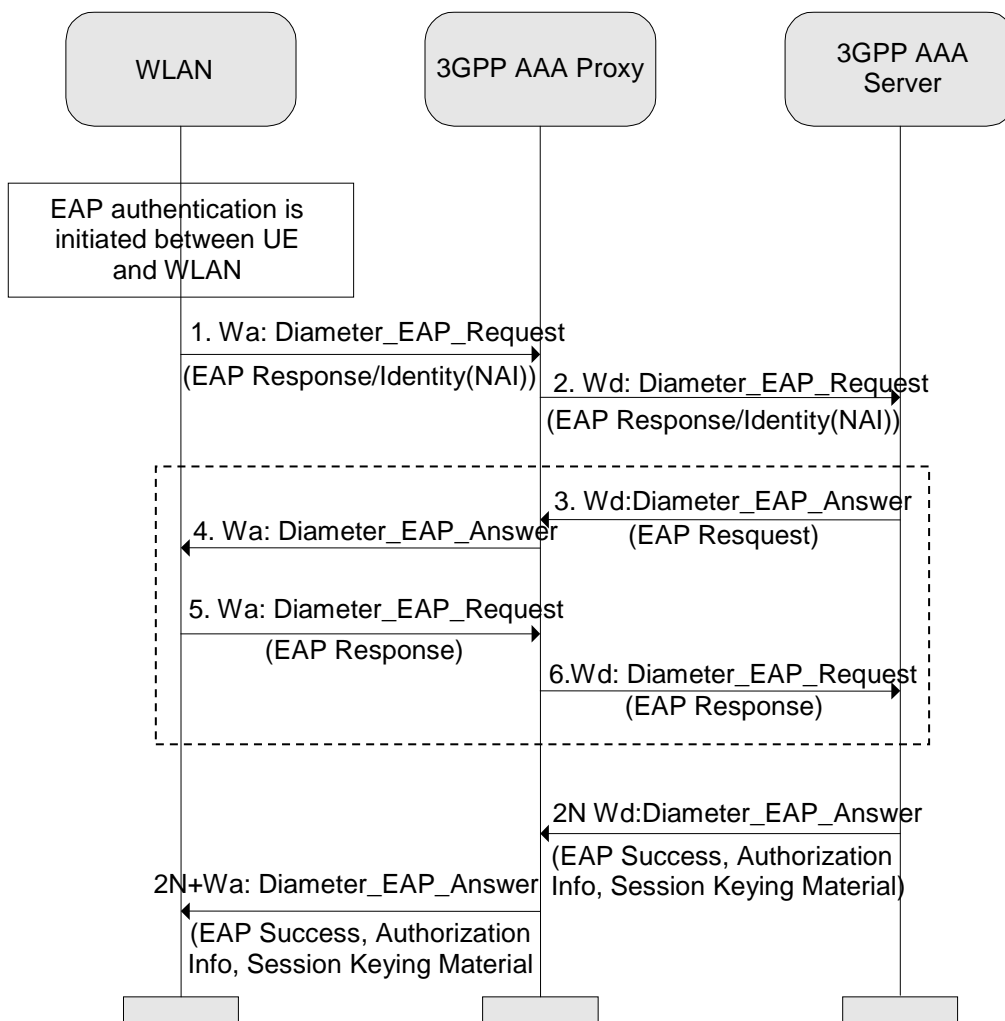 WLAN
3GPP AAA Proxy
3GPP AAA
Server
EAP authentication is
initiated between UE
and WLAN
1. Wa: Diameter_EAP_Request
(EAP Response/Identity(NAI))
2. Wd: Diameter_EAP_Request
(EAP Response/Identity(NAI))
3. Wd:Diameter_EAP_Answer
(EAP Resquest)
4. Wa: Diameter_EAP_Answer
5. Wa: Diameter_EAP_Request
(EAP Response)
6.Wd: Diameter_EAP_Request
(EAP Response)
2N Wd:Diameter_EAP_Answer
(EAP Success, Authorization
Info, Session Keying Material)
2N+Wa: Diameter_EAP_Answer
(EAP Success, Authorization
Info, Session Keying Material